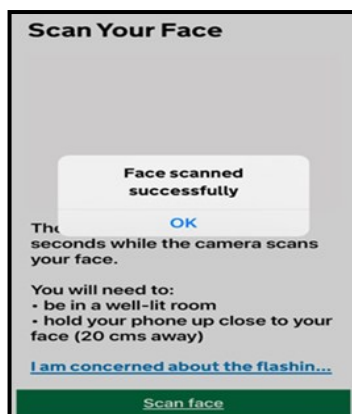 Scan Your Face
Face scanned
successfully
OK
seconds while the camera scans
your face.
You will need to:
• be in a well-lit room
• hold your phone up close to your
face (20 cms away)
I am concerned about the flashin...
Scan face